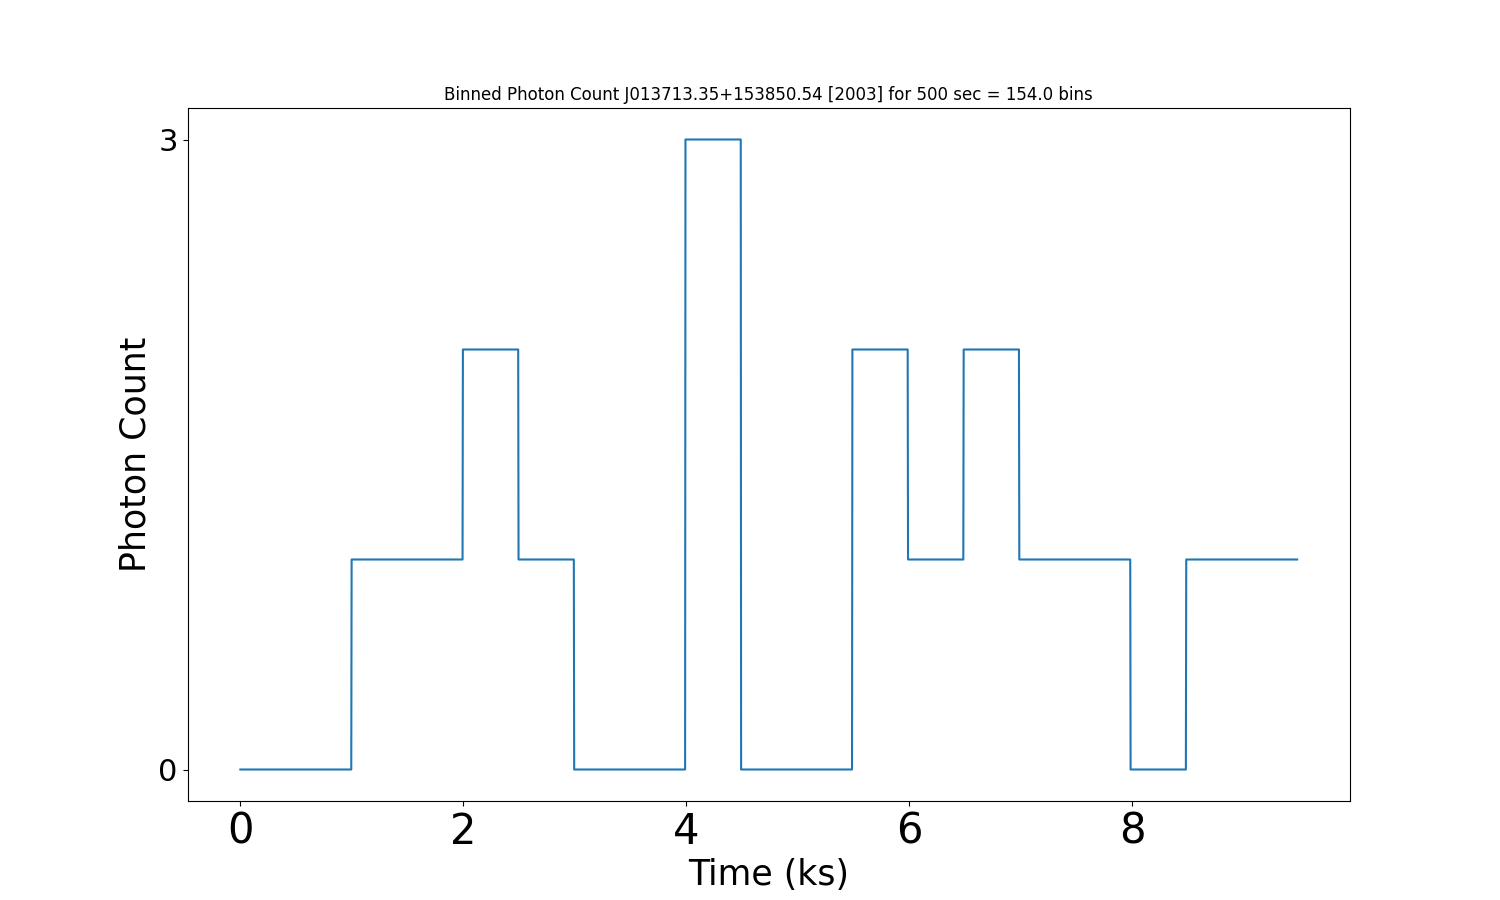 Binned Photon Count J013713.35+153850.54 [2003] for 500 sec = 154.0 bins
3
Photon Count
0
0 2 4 6 8
Time (ks)